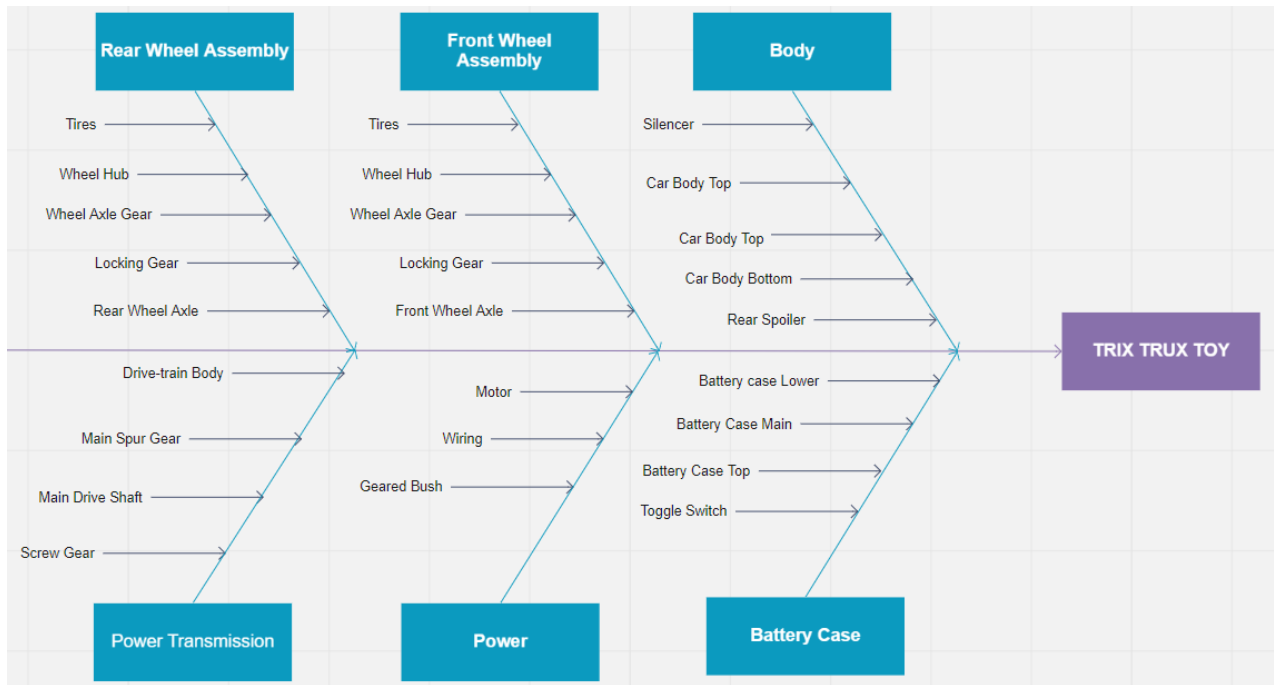 Rear Wheel Assembly
Front Wheel
Assembly
Body
Tires
Wheel Hub
Wheel Axle Gear
Locking Gear
Rear Wheel Axle
Tires
Wheel Hub
Wheel Axle Gear
Locking Gear
Front Wheel Axle
Silencer
Car Body Top
Car Body Top
Car Body Bottom
Rear Spoiler
TRIX TRUX TOY
Drive-train Body
Main Spur Gear
Main Drive Shaft
Screw Gear
Motor
Wiring
Geared Bush
Battery case Lower
Battery Case Main
Battery Case Top
Toggle Switch
Power Transmission
Power
Battery Case